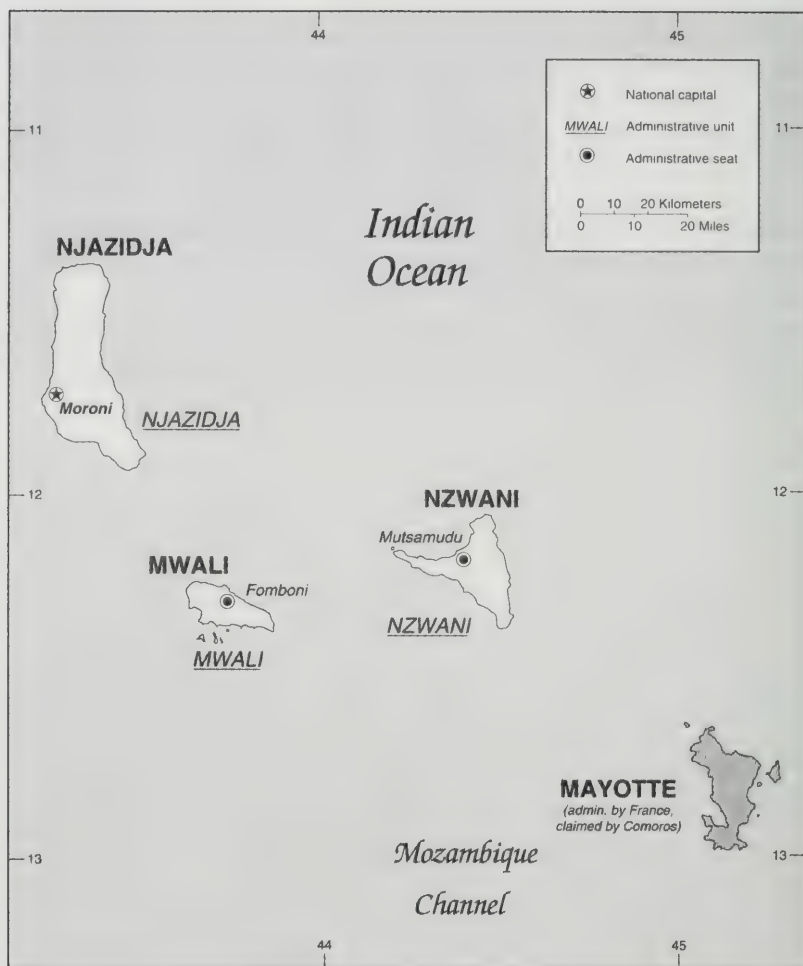 44
45
National capital
MWALI Administrative unit
Administrative seat
0 10 20 Kilometers
0 10 20 Miles
11
11
Indian
Ocean
NJAZIDJA
Moroni
NJAZIDJA
12
12
NZWANI
Mutsamudu
MWALI
Fomboni
NZWANI
MWALI
MAYOTTE
(admin. by France,
claimed by Comoros)
13
13
Mozambique
Channel
44
45